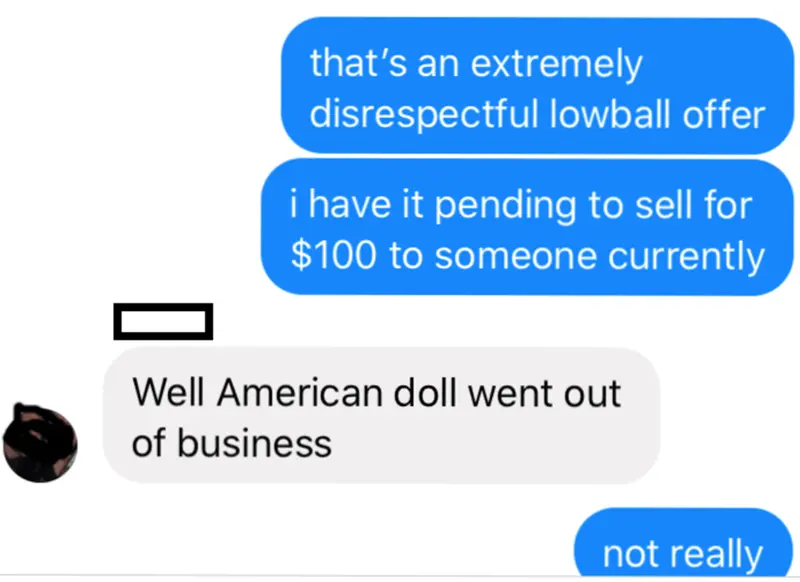 that’s an extremely
disrespectful lowball offer
i have it pending to sell for
$100 to someone currently
Well American doll went out
of business
not really